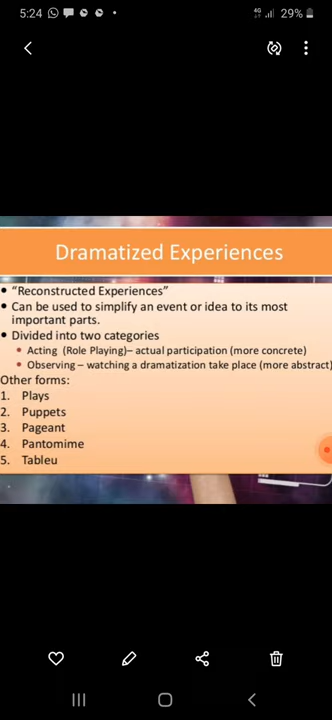 5:24
4G
29%
Dramatized Experiences
• “Reconstructed Experiences”
• Can be used to simplify an event or idea to its most
important parts.
• Divided into two categories
• Acting (Role Playing)– actual participation (more concrete)
• Observing – watching a dramatization take place (more abstract)
Other forms:
1. Plays
2. Puppets
3. Pageant
4. Pantomime
5. Tableu